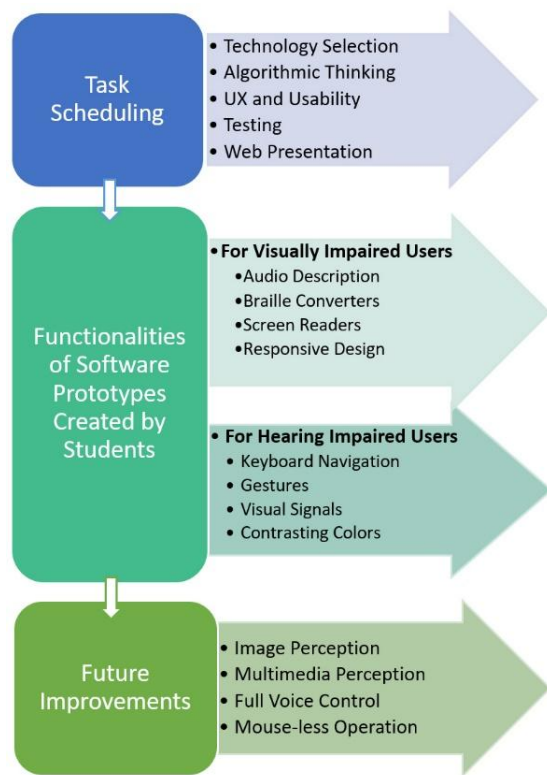 Task
Scheduling
• Technology Selection
• Algorithmic Thinking
• UX and Usability
• Testing
• Web Presentation
Functionalities
of Software
Prototypes
Created by
Students
• For Visually Impaired Users
•Audio Description
•Braille Converters
•Screen Readers
•Responsive Design
• For Hearing Impaired Users
• Keyboard Navigation
• Gestures
• Visual Signals
• Contrasting Colors
Future
Improvements
• Image Perception
• Multimedia Perception
• Full Voice Control
• Mouse-less Operation